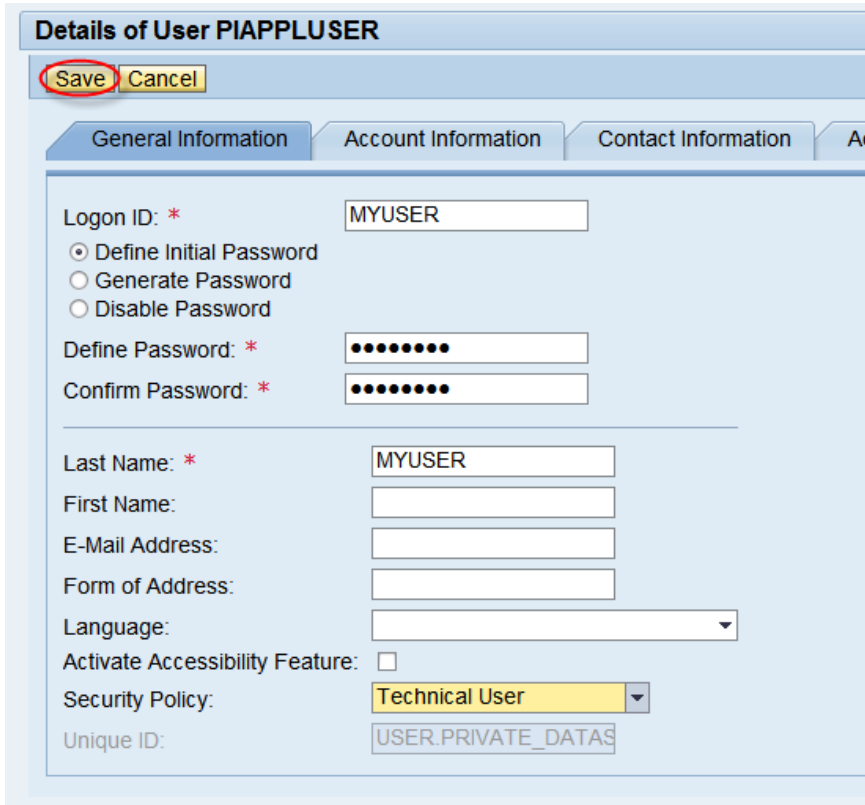 Details of User PIAPPLUSER
Save Cancel
General Information Account Information Contact Information
Logon ID: * MYUSER
Define Initial Password
Generate Password
Disable Password
Define Password: * ••••••••
Confirm Password: * ••••••••
Last Name: * MYUSER
First Name:
E-Mail Address:
Form of Address:
Language:
Activate Accessibility Feature:
Security Policy: Technical User
Unique ID: USER.PRIVATE_DATAS